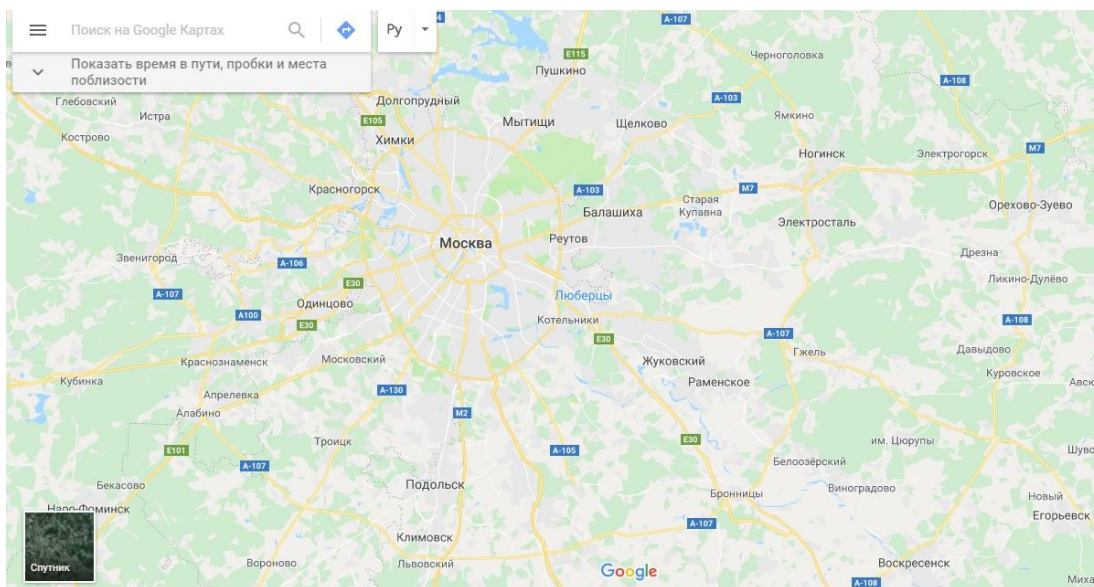 Поиск на Google Картах
Ру
Показать время в пути, пробки и места
поблизости
A-107
4
E115
Пушкино
Черноголовка
A-108
Глебовский
Истра
Долгопрудный
A-103
E105
Мытищи
Щелково
Ямкино
Кострово
Химки
Ногинск
Электрогорск
M7
Красногорск
A-103
M7
Балашиха
Старая
Купавна
Орехово-Зуево
Электросталь
Москва
Реутов
Дрезна
Звенигород
A-106
Ликино-Дулёво
E30
A-107
Люберцы
Одинцово
A100
Котельники
A-108
E30
A-107
E30
Гжель
Давыдово
Краснознаменск
Московский
Жуковский
Куровское
Кубинка
Раменское
Авсю
Апрелевка
A-130
Алабино
M2
Троицк
E30
им. Цюрупы
E101
A-105
Шуво
A-107
Белоозёрский
Бекасово
Подольск
Виноградово
Бронницы
Новый
Наро-Фоминск
Егорьевск
A-107
Климовск
Спутник
Вороново
Львовский
Google
Воскресенск
A-108
Миха